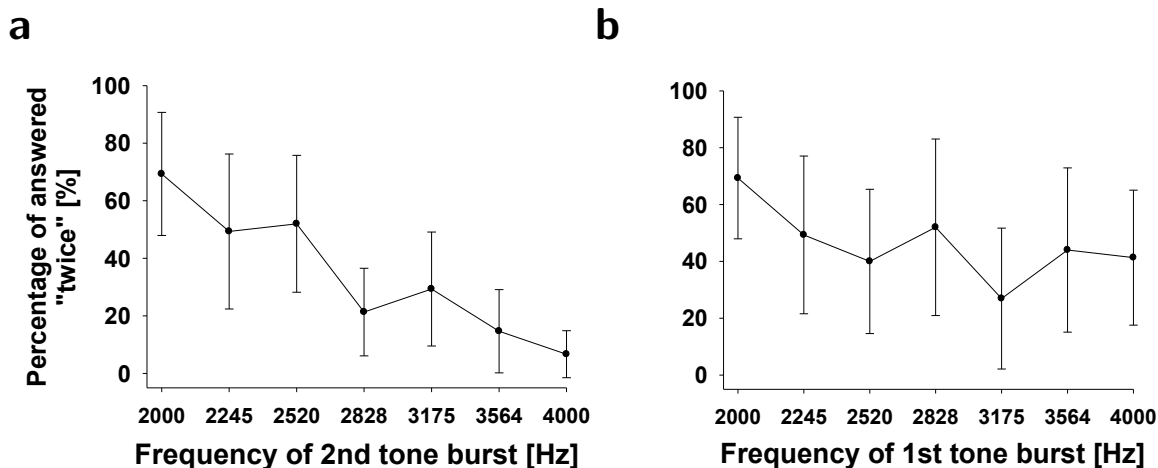 a
b
Percentage of answered
"twice" [%]
100
80
60
40
20
0
2000 2245 2520 2828 3175 3564 4000
Frequency of 2nd tone burst [Hz]
100
80
60
40
20
0
2000 2245 2520 2828 3175 3564 4000
Frequency of 1st tone burst [Hz]